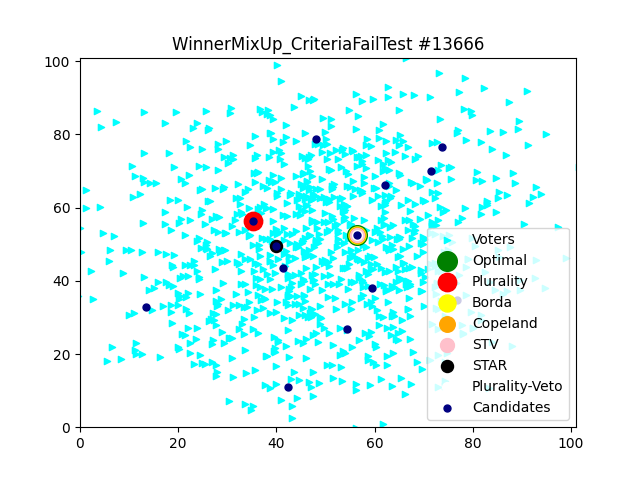 WinnerMixUp_CriteriaFailTest #13666
100
80
60
40
20
0
0
20
40
60
80
100
Voters
Optimal
Plurality
Borda
Copeland
STV
STAR
Plurality-Veto
Candidates